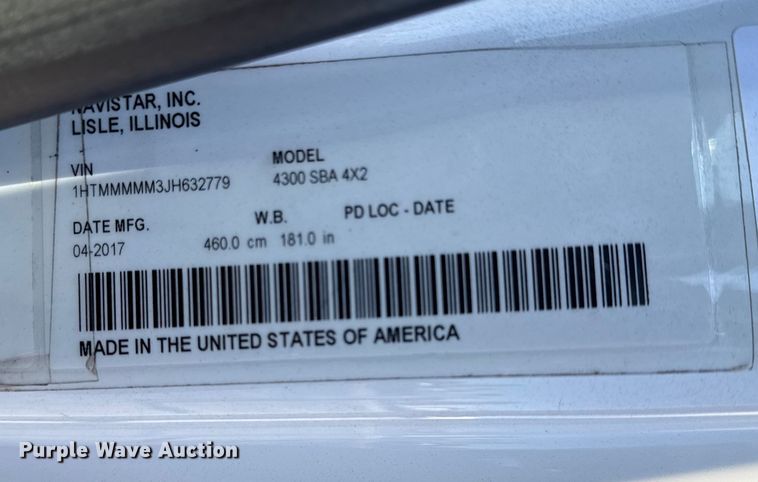 NAVISTAR, INC.
LISLE, ILLINOIS
VIN MODEL
1HTMMMMM3JH632779 4300 SBA 4X2
DATE MFG. W.B. PD LOC - DATE
04-2017 460.0 cm 181.0 in
MADE IN THE UNITED STATES OF AMERICA
Purple Wave Auction